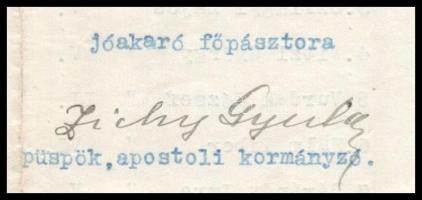 jóakaró főpásztora
Zichy Gyula
püspök,apostoli kormányzó.